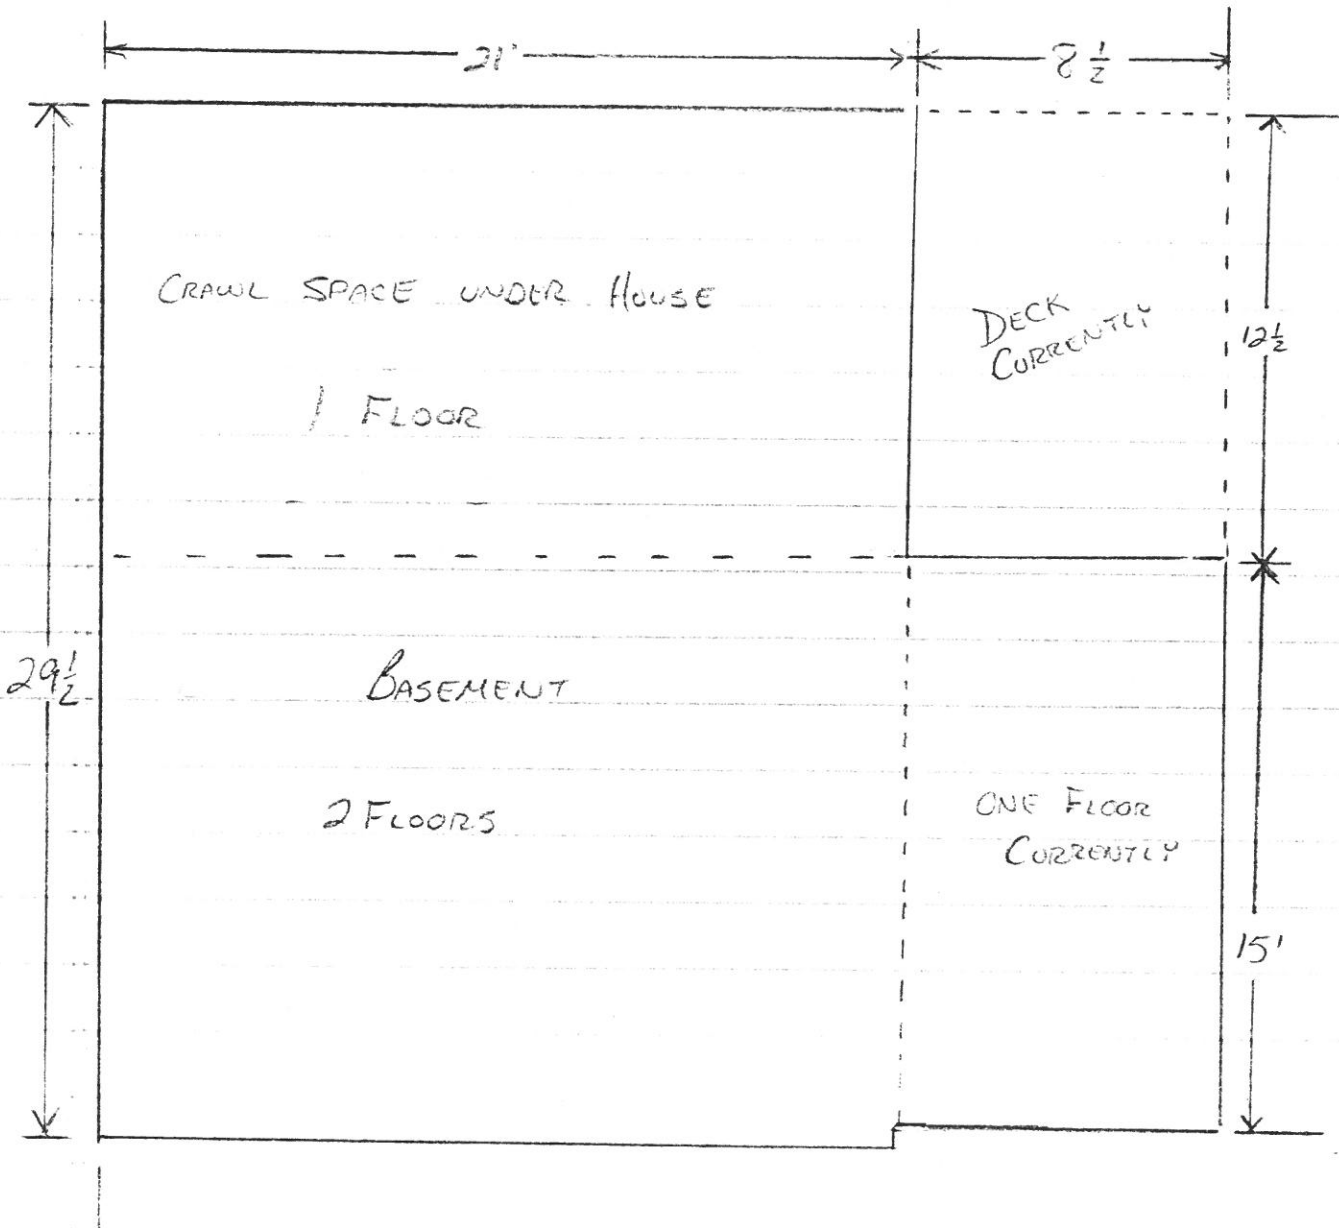 21'
8 1/2
CRAWL SPACE UNDER HOUSE
1 FLOOR
DECK
CURRENTLY
12 1/2
29 1/2
BASEMENT
2 FLOORS
ONE FLOOR
CURRENTLY
15'